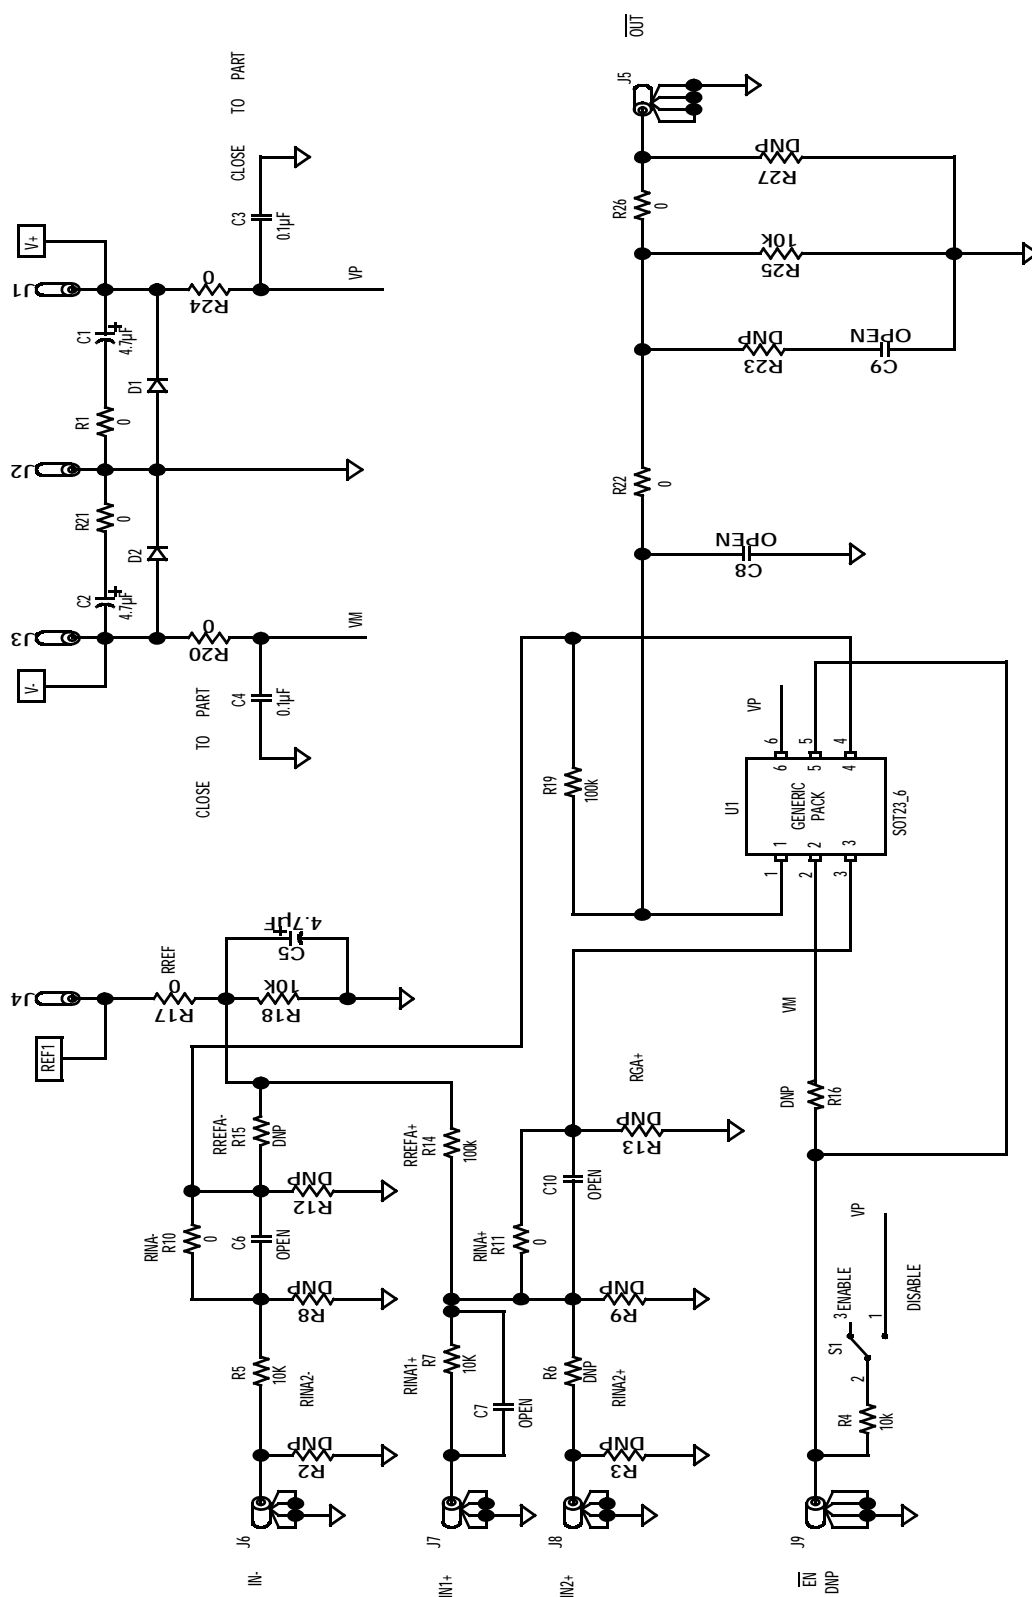 IN-
J6
R2
DNP
R5
10K
RINA2-
R8
DNP
RINA-
R10
0
C6
OPEN
R12
DNP
RREFA-
R15
DNP
REF1
J4
R17
0
RREF
R18
10k
C5
4.7µF
IN1+
J7
RINA1+
R7
10K
C7
OPEN
RREFA+
R14
100k
IN2+
J8
R3
DNP
R6
DNP
RINA2+
R9
DNP
RINA+
R11
0
C10
OPEN
R13
DNP
RGA+
EN
DNP
J9
R4
10k
S1
2
3
ENABLE
1
DISABLE
VP
DNP
R16
VM
U1
GENERIC
PACK
SOT23_6
1
2
3
1
2
3
6
5
4
6
5
4
VP
R19
100k
C8
OPEN
R22
0
R23
DNP
C9
OPEN
R25
10k
R26
0
R27
DNP
J5
OUT
V-
J3
C2
4.7µF
+
R21
0
J2
R1
0
C1
4.7µF
+
J1
V+
D2
D1
R20
0
VM
C4
0.1µF
CLOSE TO PART
R24
0
VP
C3
0.1µF
CLOSE TO PART